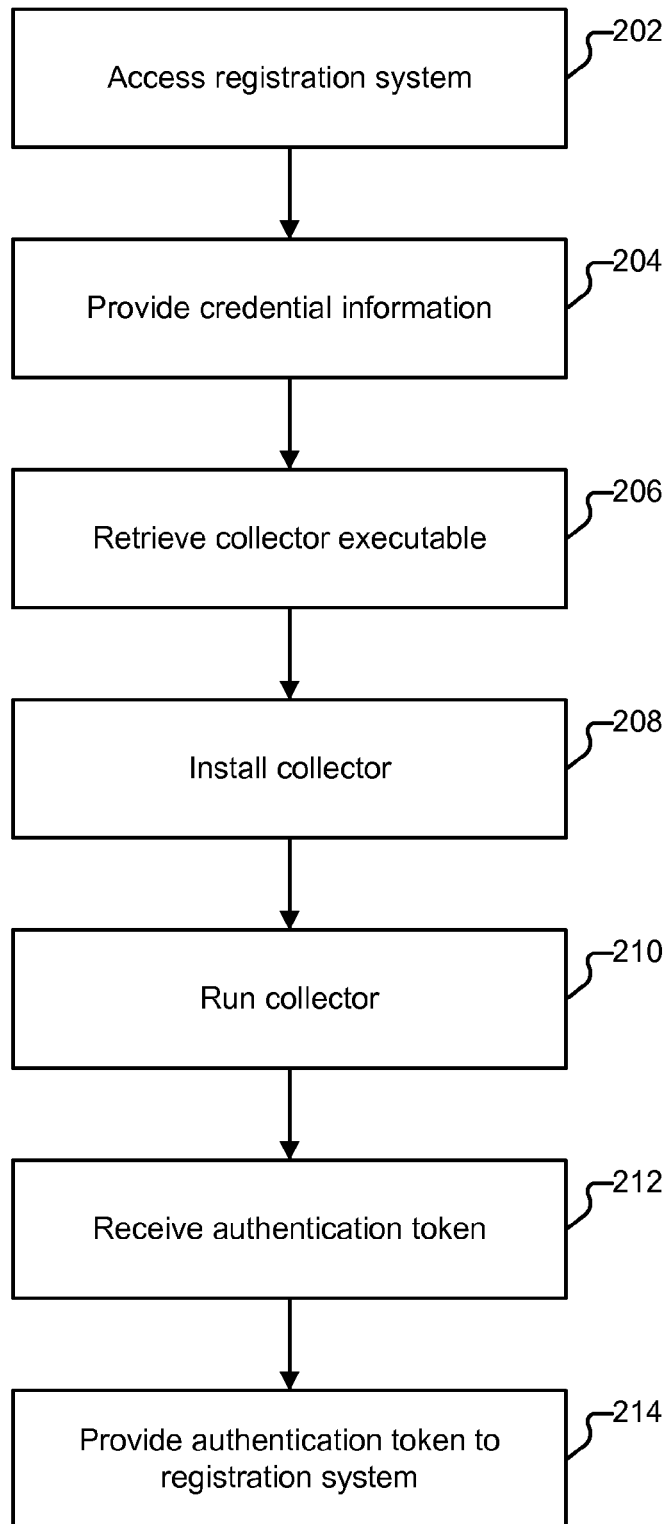 202
Access registration system
204
Provide credential information
206
Retrieve collector executable
208
Install collector
210
Run collector
212
Receive authentication token
214
Provide authentication token to
registration system